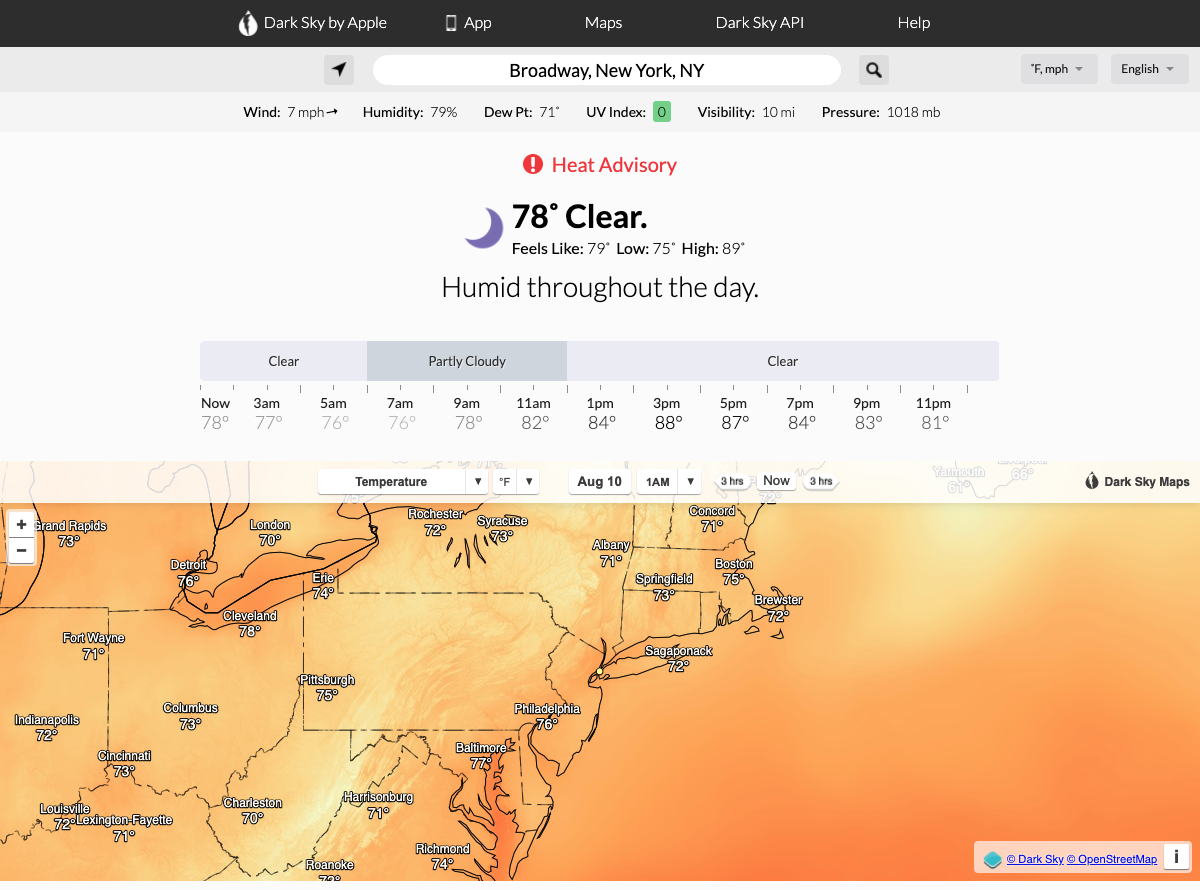 Dark Sky by Apple App Maps Dark Sky API Help
Broadway, New York, NY
˚F, mph English
Wind: 7 mph Humidity: 79% Dew Pt: 71˚ UV Index: 0 Visibility: 10 mi Pressure: 1018 mb
Heat Advisory
78˚ Clear.
Feels Like: 79˚ Low: 75˚ High: 89˚
Humid throughout the day.
Clear Partly Cloudy Clear
Now 3am 5am 7am 9am 11am 1pm 3pm 5pm 7pm 9pm 11pm
78° 77° 76° 76° 78° 82° 84° 88° 87° 84° 83° 81°
Temperature ▼ °F ▼ Aug 10 1AM ▼ 3 hrs Now 3 hrs
Dark Sky Maps
Yarmouth
61°
66°
72°
+
−
Grand Rapids
73°
London
70°
Rochester
72°
Syracuse
73°
Concord
71°
Albany
71°
Detroit
76°
Erie
74°
Springfield
73°
Boston
75°
Brewster
72°
Cleveland
78°
Fort Wayne
71°
Sagaponack
72°
Pittsburgh
75°
Columbus
73°
Philadelphia
76°
Indianapolis
72°
Baltimore
77°
Cincinnati
73°
Harrisonburg
71°
Charleston
70°
Louisville
72°
Lexington-Fayette
71°
Richmond
74°
Roanoke
73°
© Dark Sky © OpenStreetMap i